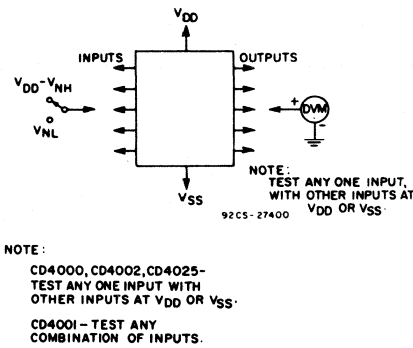 VDD
INPUTS
OUTPUTS
VDD-VNH
VNL
+
DVM
-
VSS
92CS-27400
NOTE:
TEST ANY ONE INPUT,
WITH OTHER INPUTS AT
VDD OR VSS.
NOTE:
CD4000, CD4002, CD4025-
TEST ANY ONE INPUT WITH
OTHER INPUTS AT VDD OR VSS.
CD4001-TEST ANY
COMBINATION OF INPUTS.